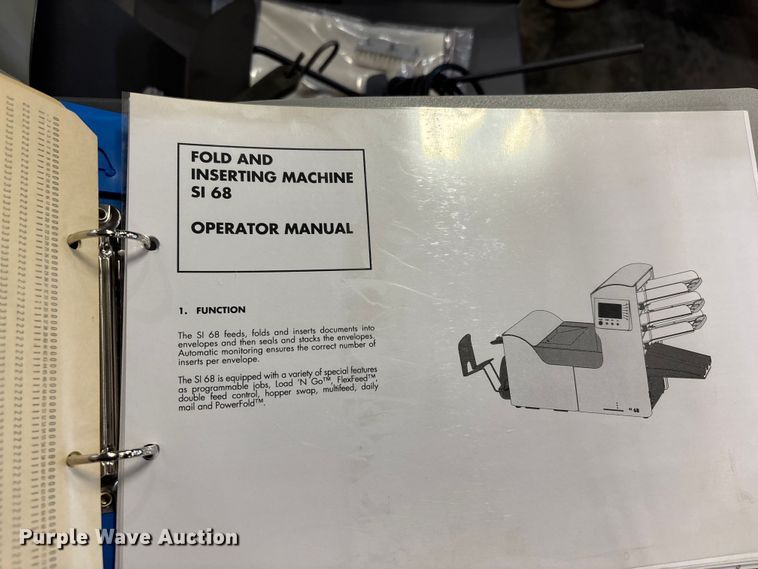 FOLD AND
INSERTING MACHINE
SI 68
OPERATOR MANUAL
1. FUNCTION
The SI 68 feeds, folds and inserts documents into
envelopes and then seals and stacks the envelopes.
Automatic monitoring ensures the correct number of
inserts per envelope.
The SI 68 is equipped with a variety of special features
as programmable jobs, Load 'N Go™, FlexFeed™,
double feed control, hopper swap, multifeed, daily
mail and PowerFold™.
SI 68
Purple Wave Auction